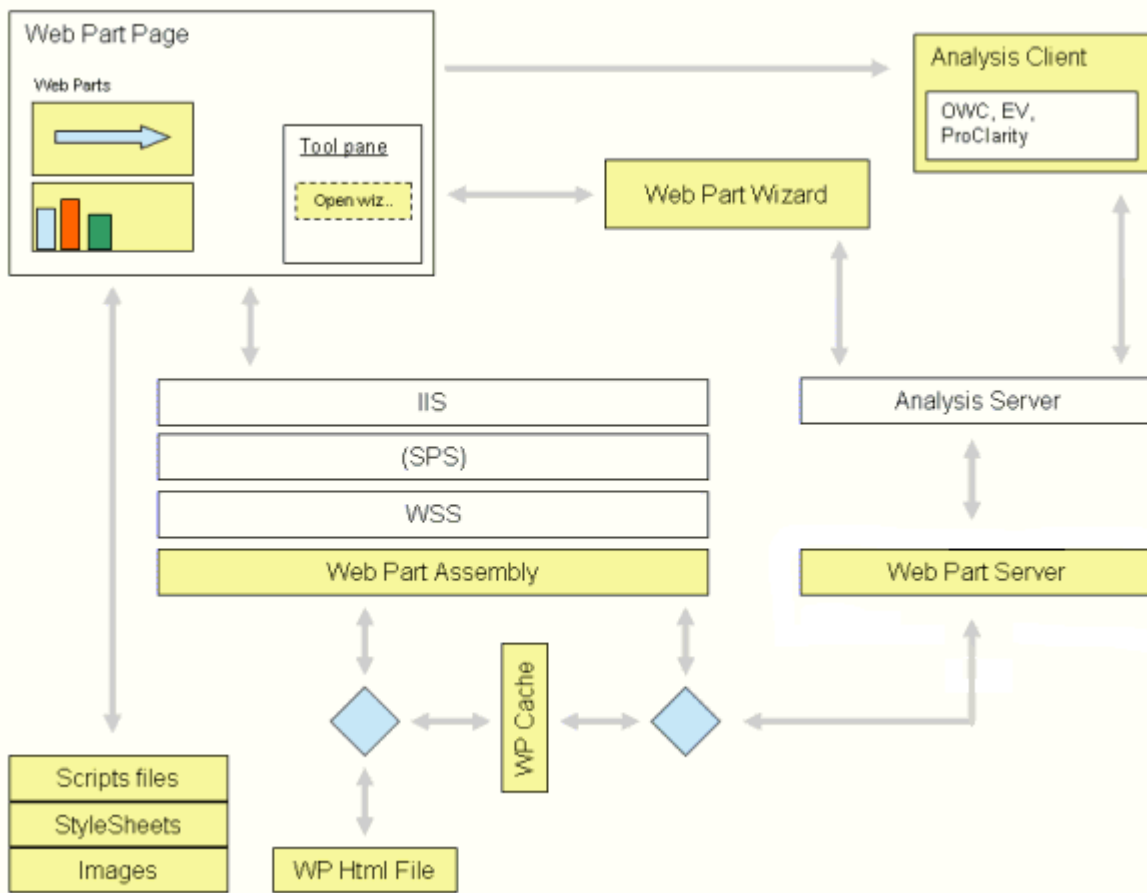 Web Part Page
Web Parts
Tool pane
Open wiz..
Analysis Client
OWC, EV,
ProClarity
Web Part Wizard
IIS
(SPS)
WSS
Web Part Assembly
Analysis Server
Web Part Server
WP Cache
Scripts files
StyleSheets
Images
WP Html File